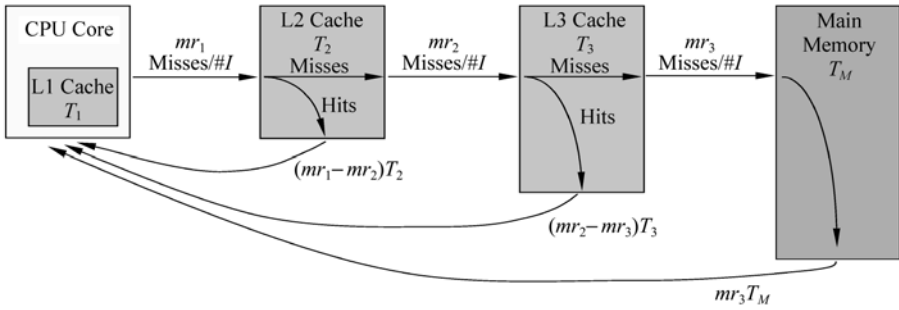 CPU Core
L1 Cache
T1
mr1
Misses/#I
L2 Cache
T2
Misses
Hits
(mr1−mr2)T2
mr2
Misses/#I
L3 Cache
T3
Misses
Hits
(mr2−mr3)T3
mr3
Misses/#I
Main
Memory
TM
mr3TM